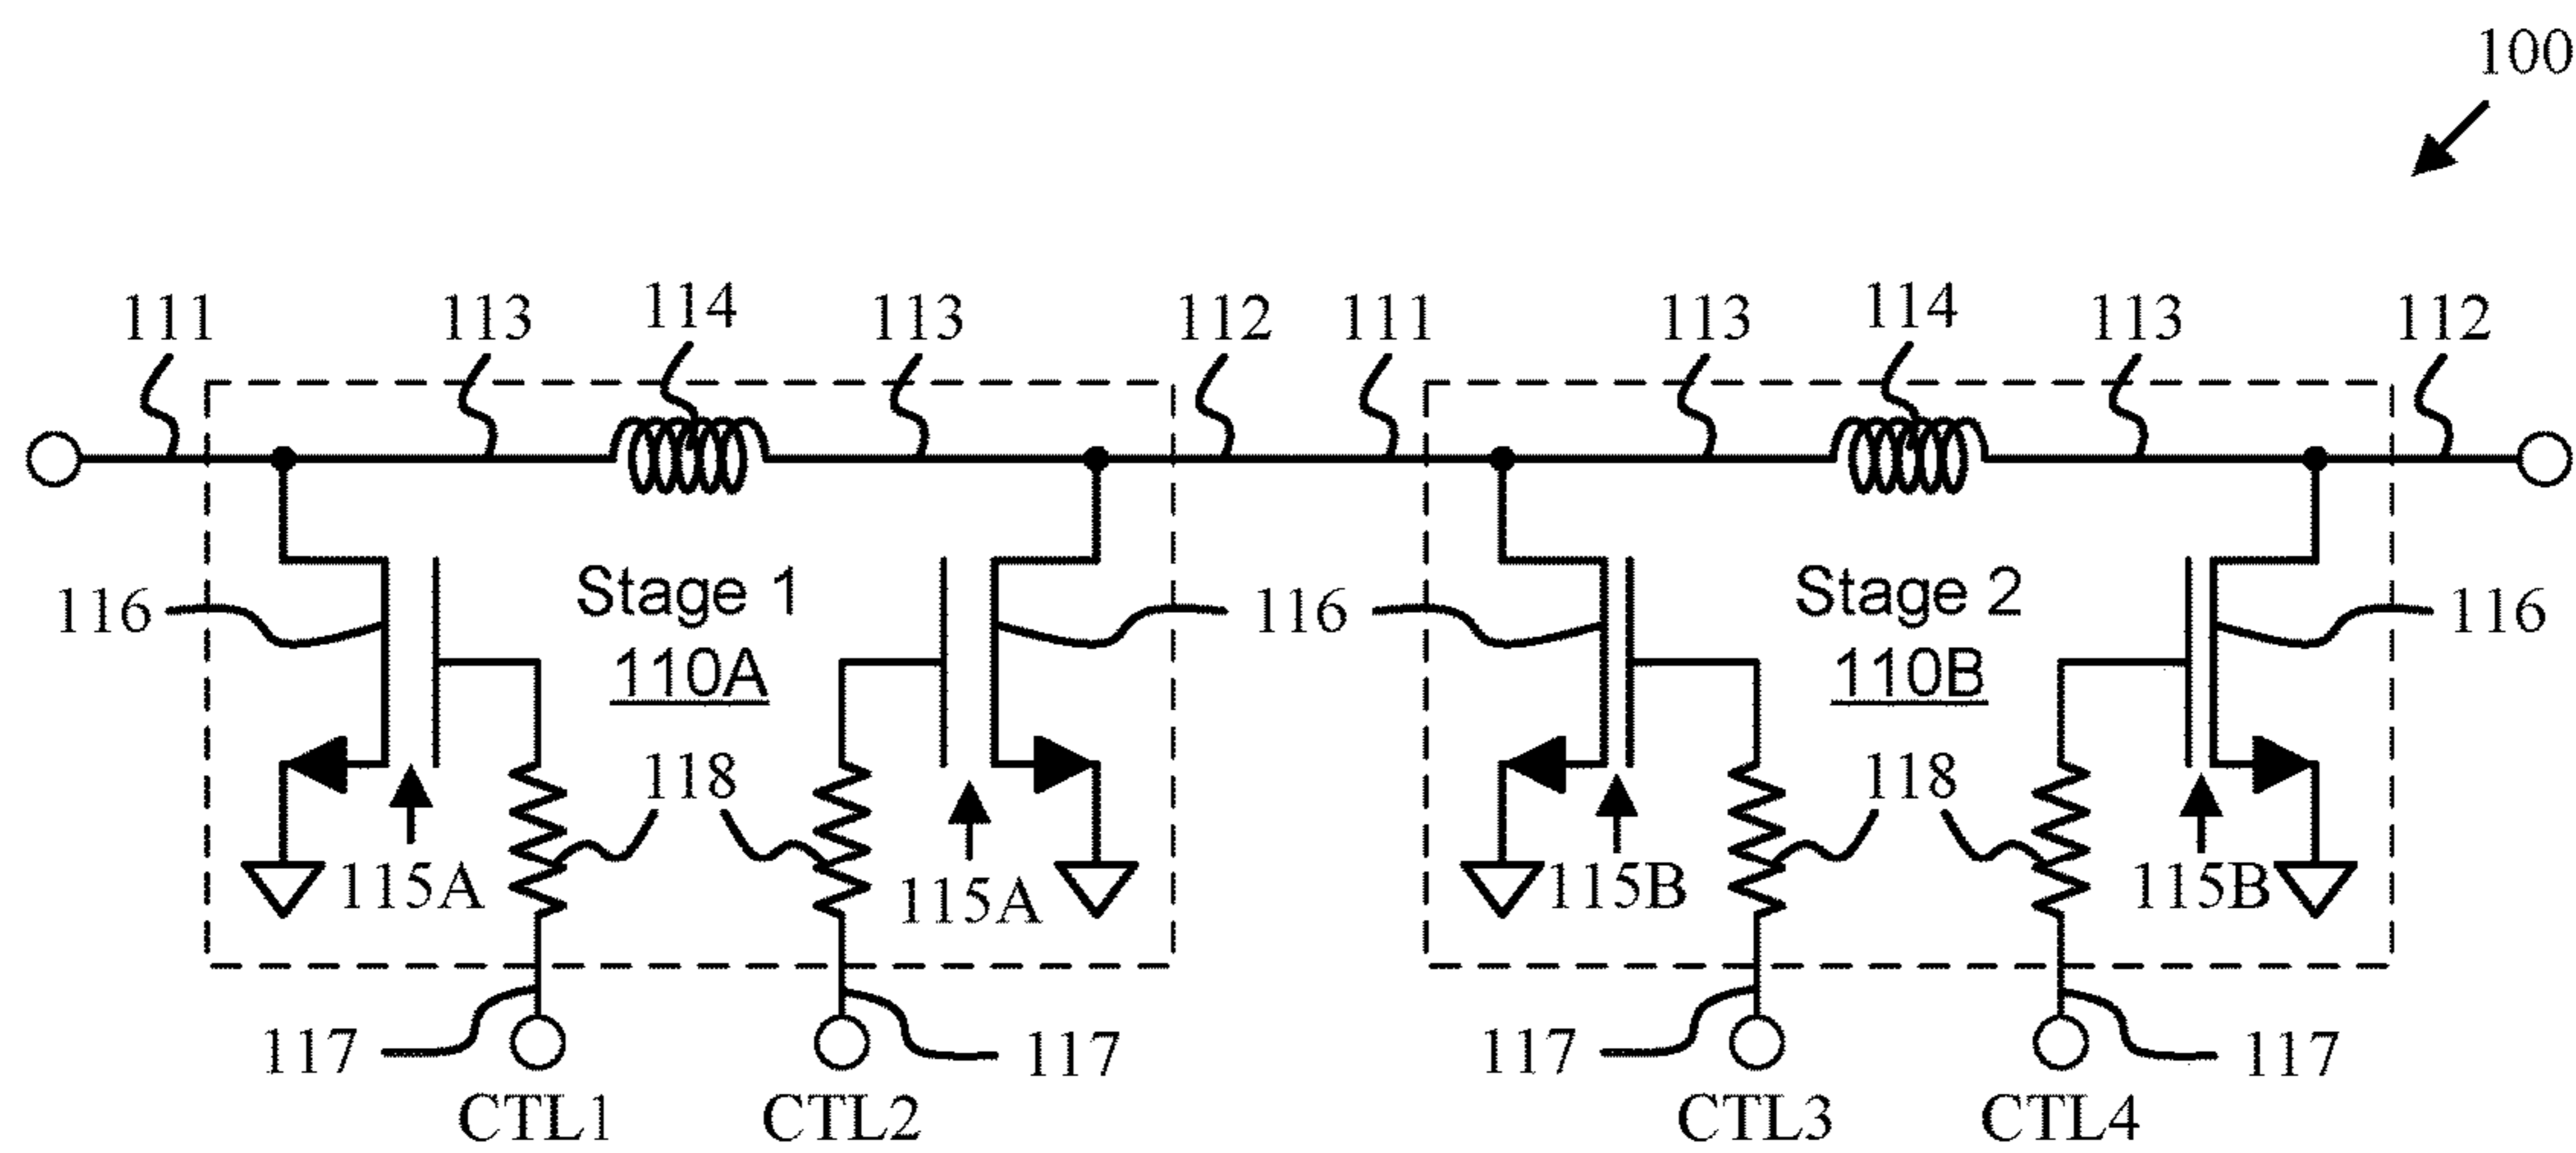 100
111 113 114 113 112 111 113 114 113 112
116 Stage 1 116 Stage 2 116
110A 110B
118 118
115A 115A 115B 115B
117 117 117 117
CTL1 CTL2 CTL3 CTL4